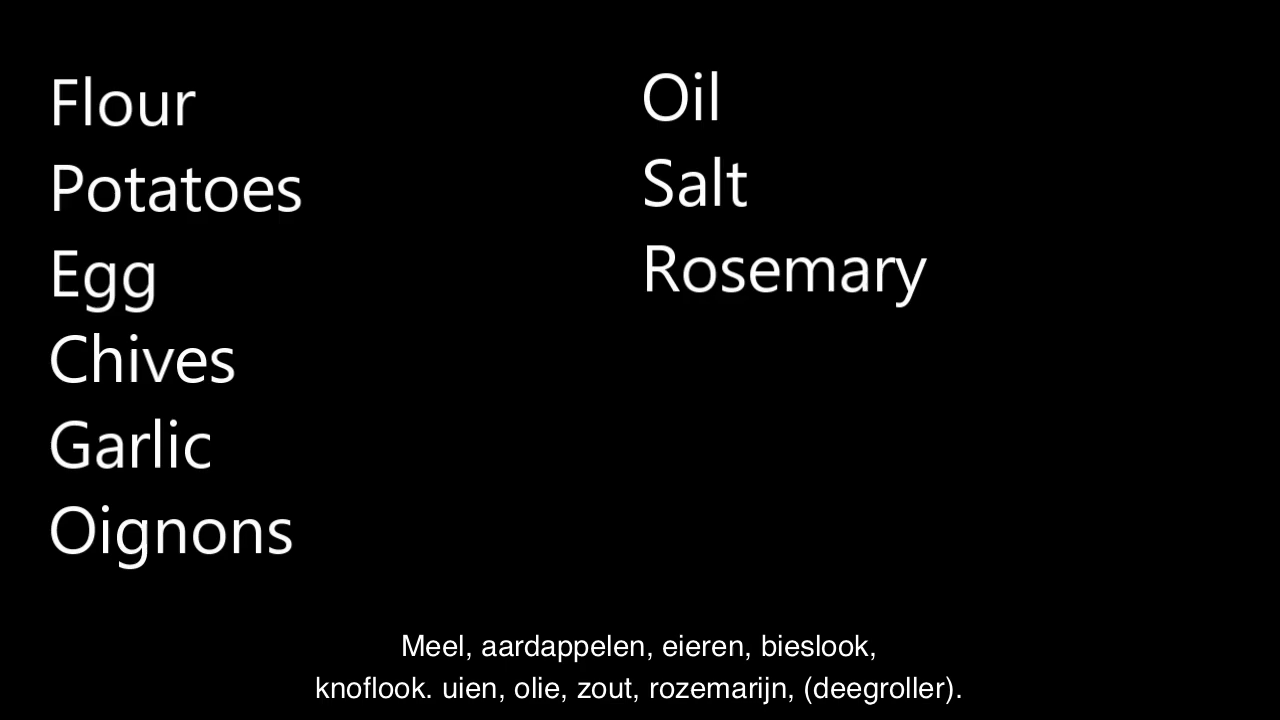 Flour
Potatoes
Egg
Chives
Garlic
Oignons
Oil
Salt
Rosemary
Meel, aardappelen, eieren, bieslook,
knoflook. uien, olie, zout, rozemarijn, (deegroller).